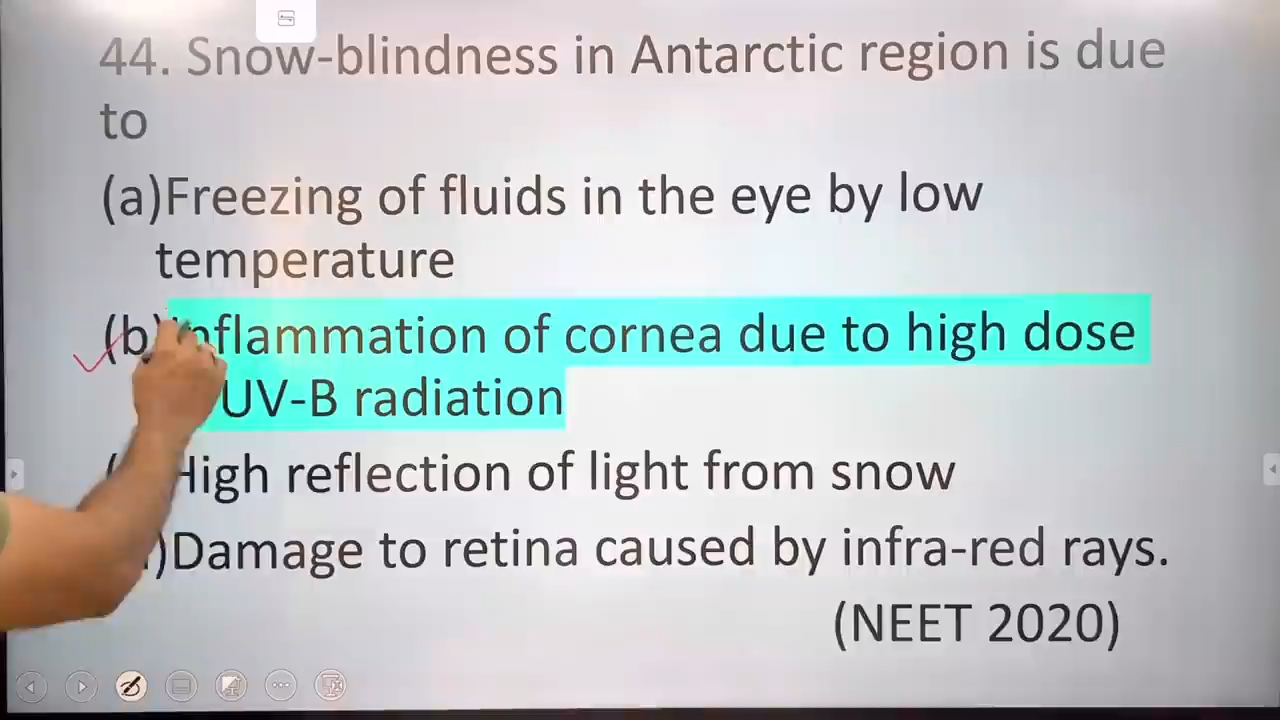 44. Snow-blindness in Antarctic region is due
to
(a)Freezing of fluids in the eye by low
temperature
(b)Inflammation of cornea due to high dose
UV-B radiation
High reflection of light from snow
)Damage to retina caused by infra-red rays.
(NEET 2020)